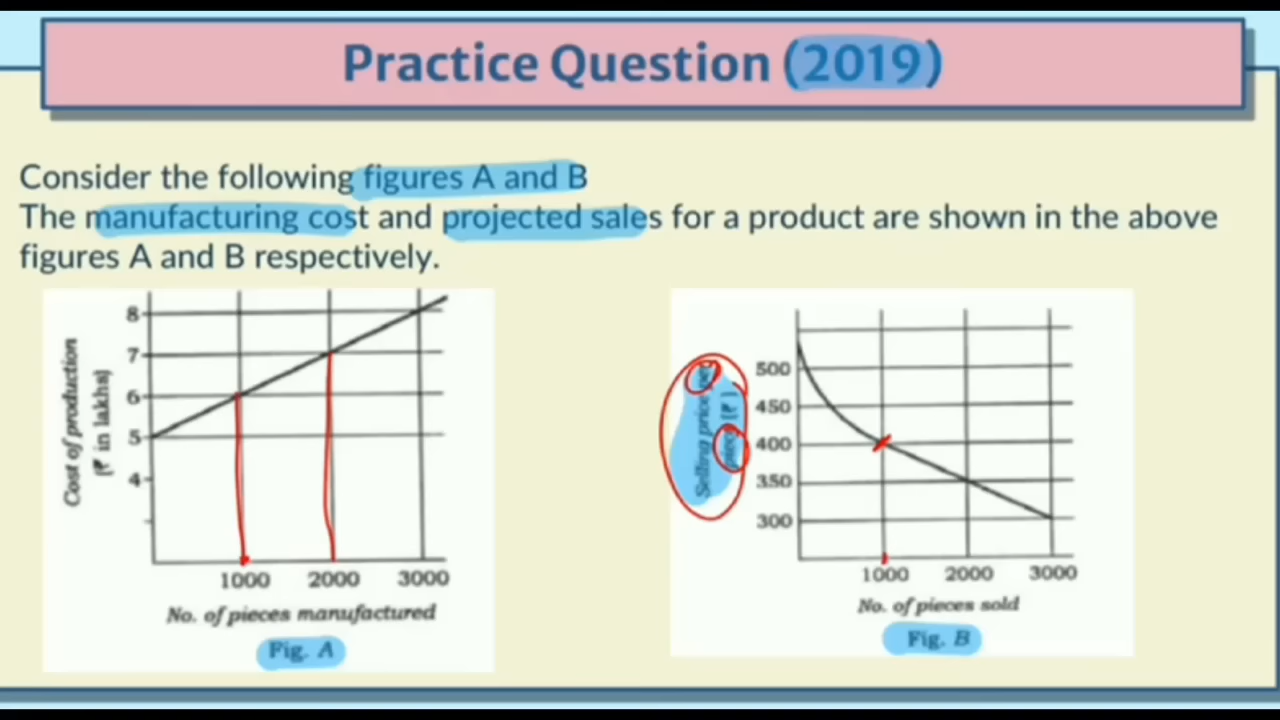 Practice Question (2019)
Consider the following figures A and B
The manufacturing cost and projected sales for a product are shown in the above
figures A and B respectively.
Cost of production
(₹ in lakhs)
8
7
6
5
4
1000 2000 3000
No. of pieces manufactured
Fig. A
Selling price per
piece (₹)
500
450
400
350
300
1000 2000 3000
No. of pieces sold
Fig. B